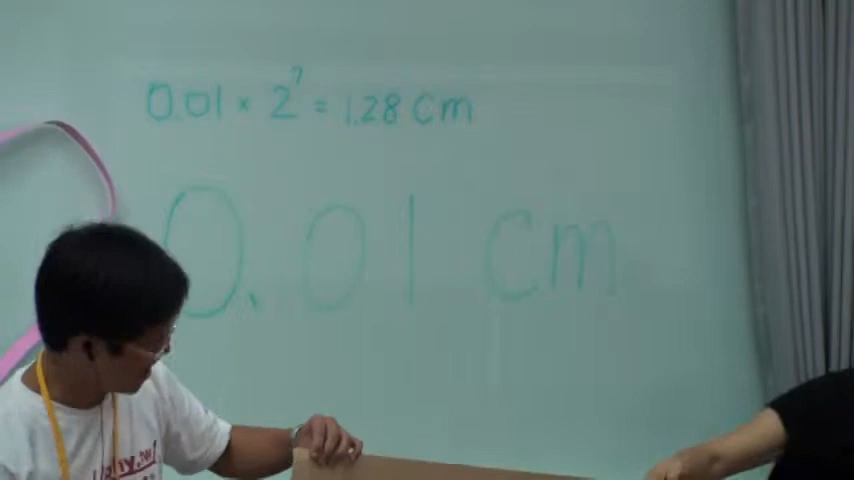 0.01 × 2⁷ = 1.28 cm
0.01 cm